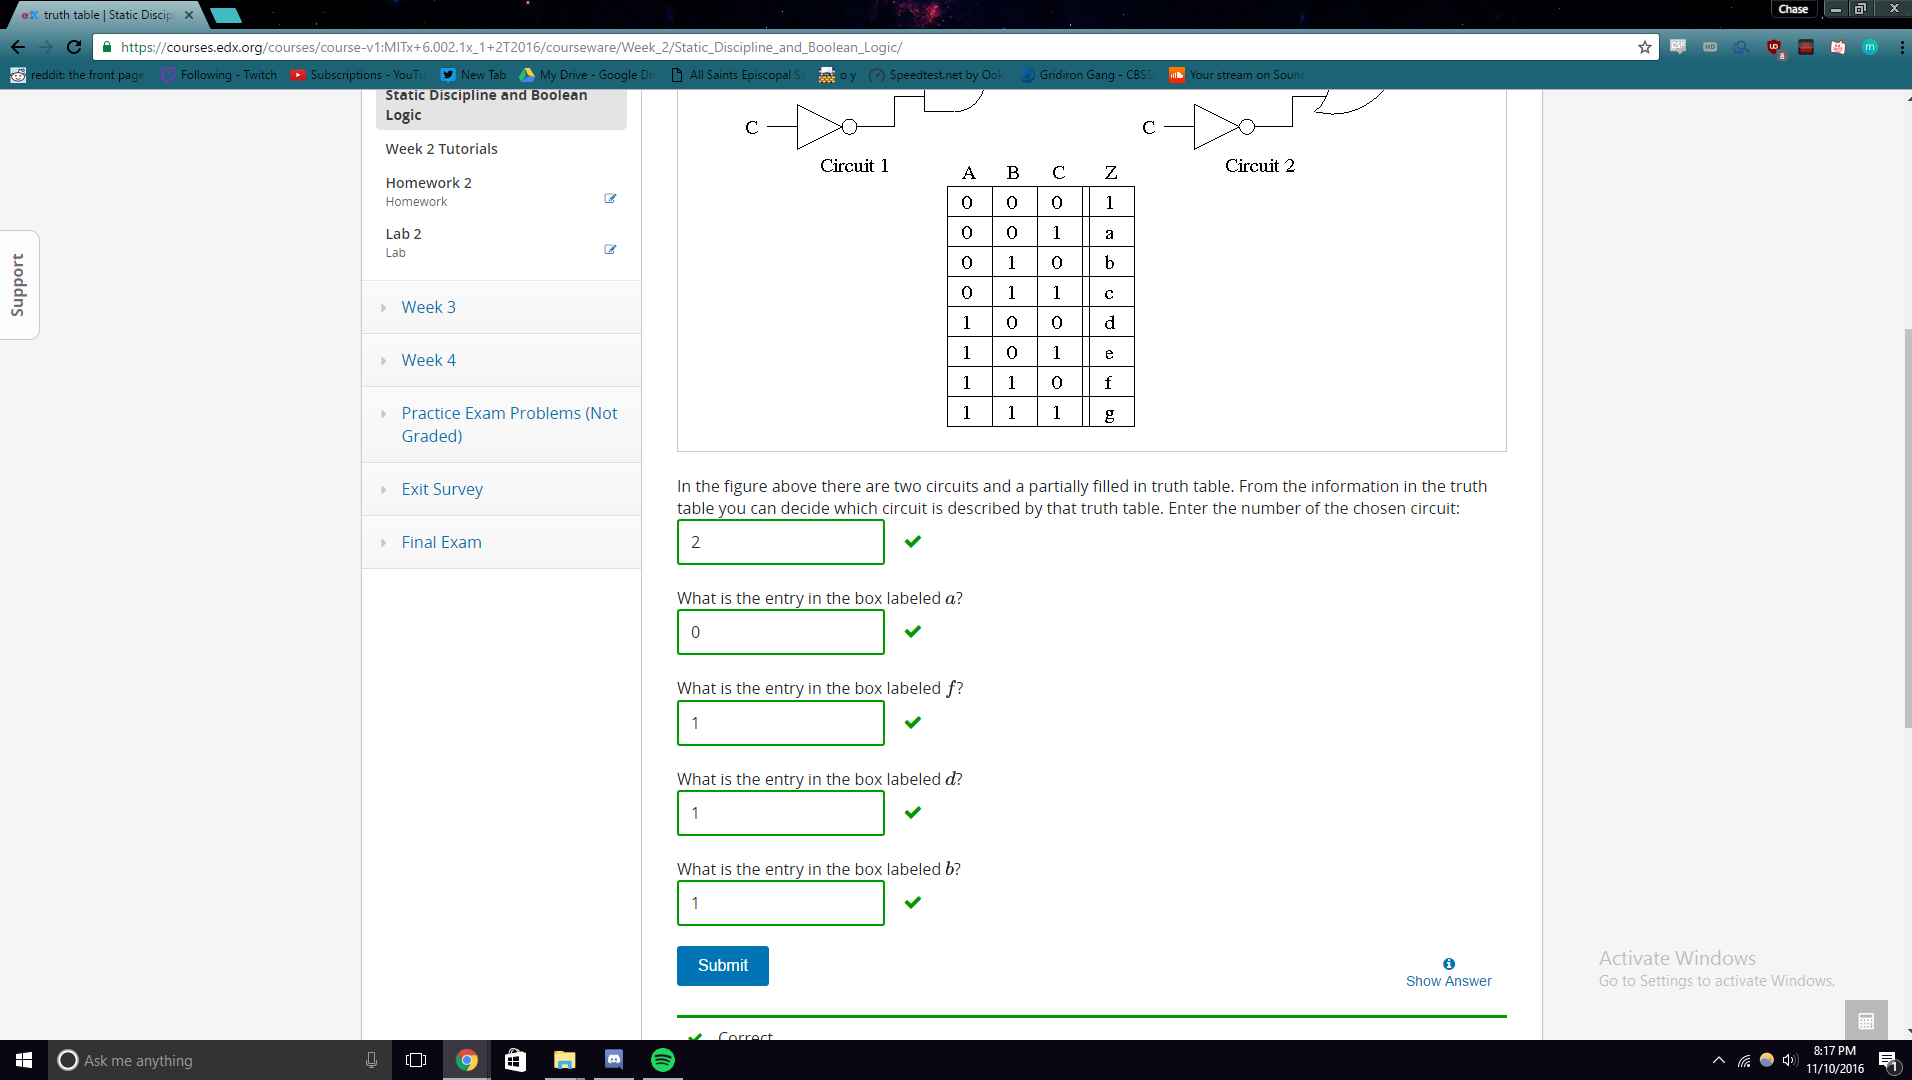 truth table | Static Discipl
Chase
https://courses.edx.org/courses/course-v1:MITx+6.002.1x_1+2T2016/courseware/Week_2/Static_Discipline_and_Boolean_Logic/
reddit: the front page
Following - Twitch
Subscriptions - YouTu
New Tab
My Drive - Google Dr
All Saints Episcopal Sc
o y
Speedtest.net by Ook
Gridiron Gang - CBSS
Your stream on Soun
Support
Static Discipline and Boolean
Logic
Week 2 Tutorials
Homework 2
Homework
Lab 2
Lab
Week 3
Week 4
Practice Exam Problems (Not
Graded)
Exit Survey
Final Exam
C
Circuit 1
C
Circuit 2
A B C Z
0 0 0 1
0 0 1 a
0 1 0 b
0 1 1 c
1 0 0 d
1 0 1 e
1 1 0 f
1 1 1 g
In the figure above there are two circuits and a partially filled in truth table. From the information in the truth
table you can decide which circuit is described by that truth table. Enter the number of the chosen circuit:
2
What is the entry in the box labeled a?
0
What is the entry in the box labeled f?
1
What is the entry in the box labeled d?
1
What is the entry in the box labeled b?
1
Submit
Show Answer
Correct
Activate Windows
Go to Settings to activate Windows.
Ask me anything
8:17 PM
11/10/2016
1